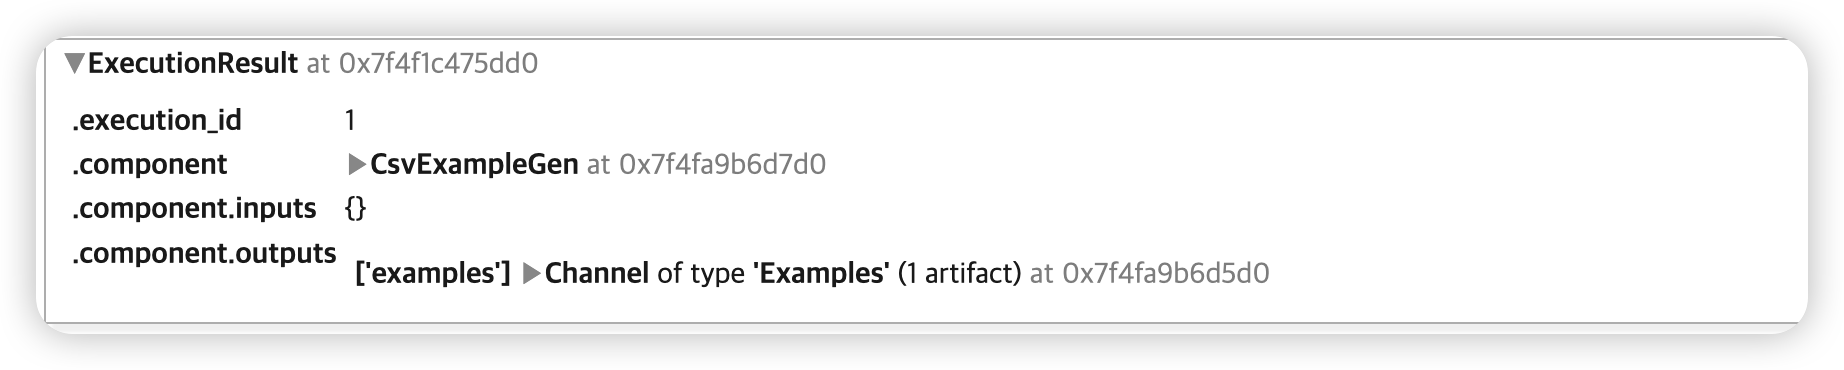 ▼ExecutionResult at 0x7f4f1c475dd0
.execution_id 1
.component ▶CsvExampleGen at 0x7f4fa9b6d7d0
.component.inputs {}
.component.outputs ['examples'] ▶Channel of type 'Examples' (1 artifact) at 0x7f4fa9b6d5d0